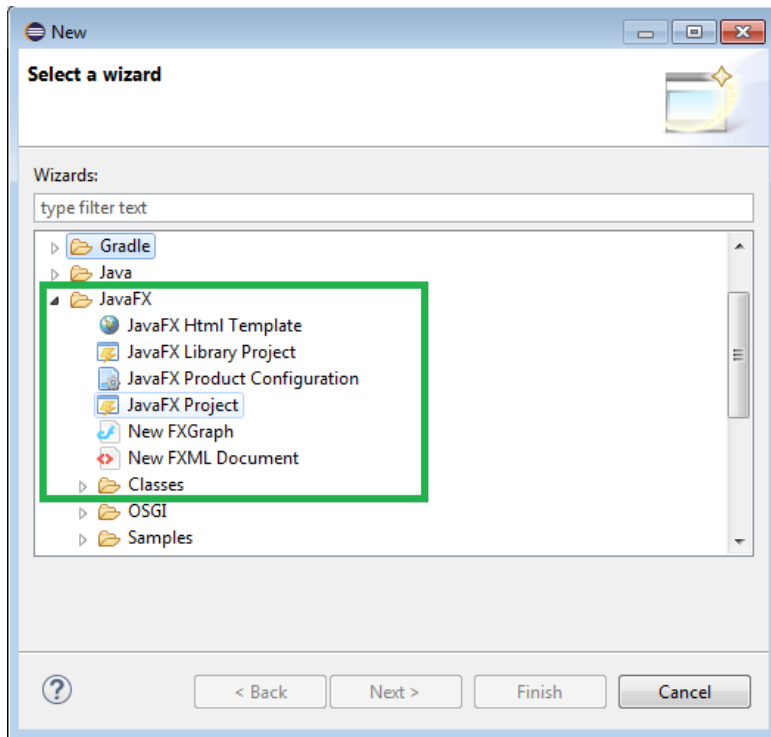 New
Select a wizard
Wizards:
type filter text
Gradle
Java
JavaFX
JavaFX Html Template
JavaFX Library Project
JavaFX Product Configuration
JavaFX Project
New FXGraph
New FXML Document
Classes
OSGI
Samples
? < Back Next > Finish Cancel